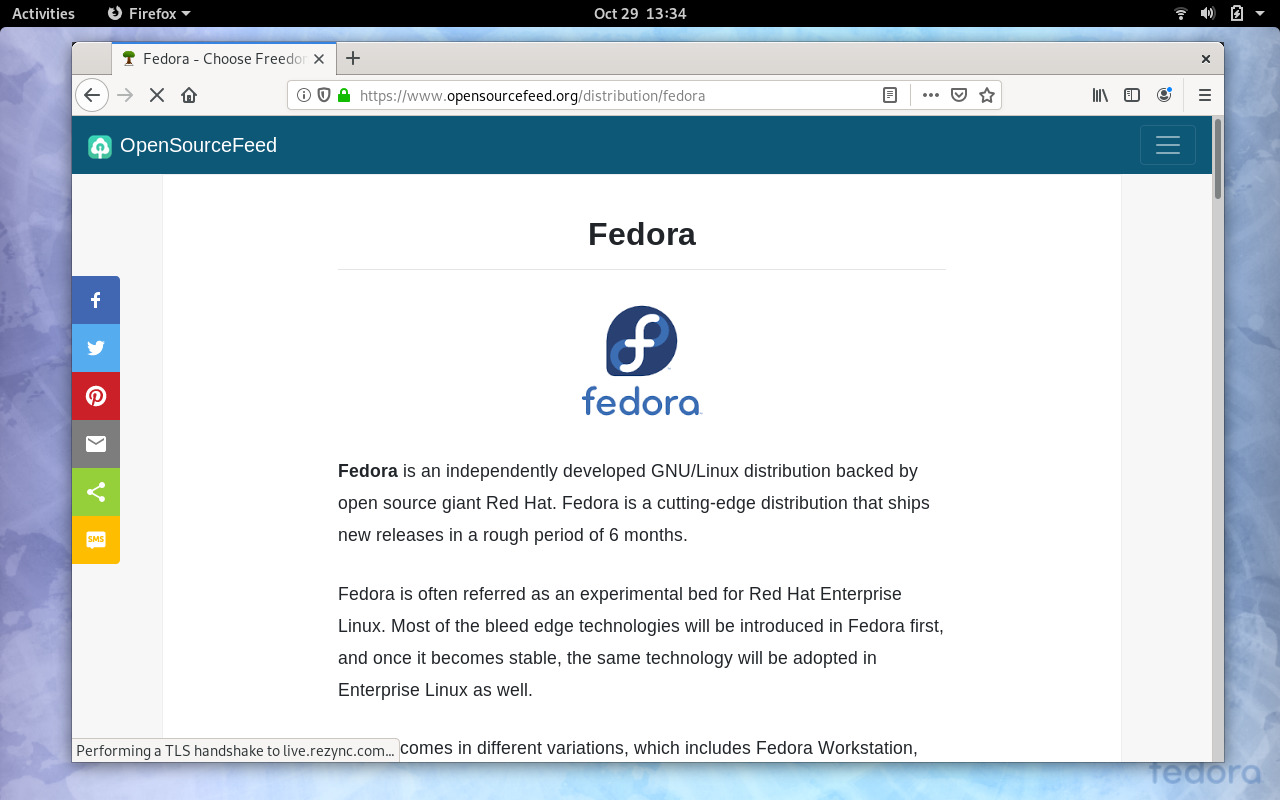 Activities Firefox Oct 29 13:34
Fedora - Choose Freedo
https://www.opensourcefeed.org/distribution/fedora
OpenSourceFeed
Fedora
fedora
Fedora is an independently developed GNU/Linux distribution backed by
open source giant Red Hat. Fedora is a cutting-edge distribution that ships
new releases in a rough period of 6 months.
SMS
Fedora is often referred as an experimental bed for Red Hat Enterprise
Linux. Most of the bleed edge technologies will be introduced in Fedora first,
and once it becomes stable, the same technology will be adopted in
Enterprise Linux as well.
comes in different variations, which includes Fedora Workstation,
Performing a TLS handshake to live.rezync.com...
fedora